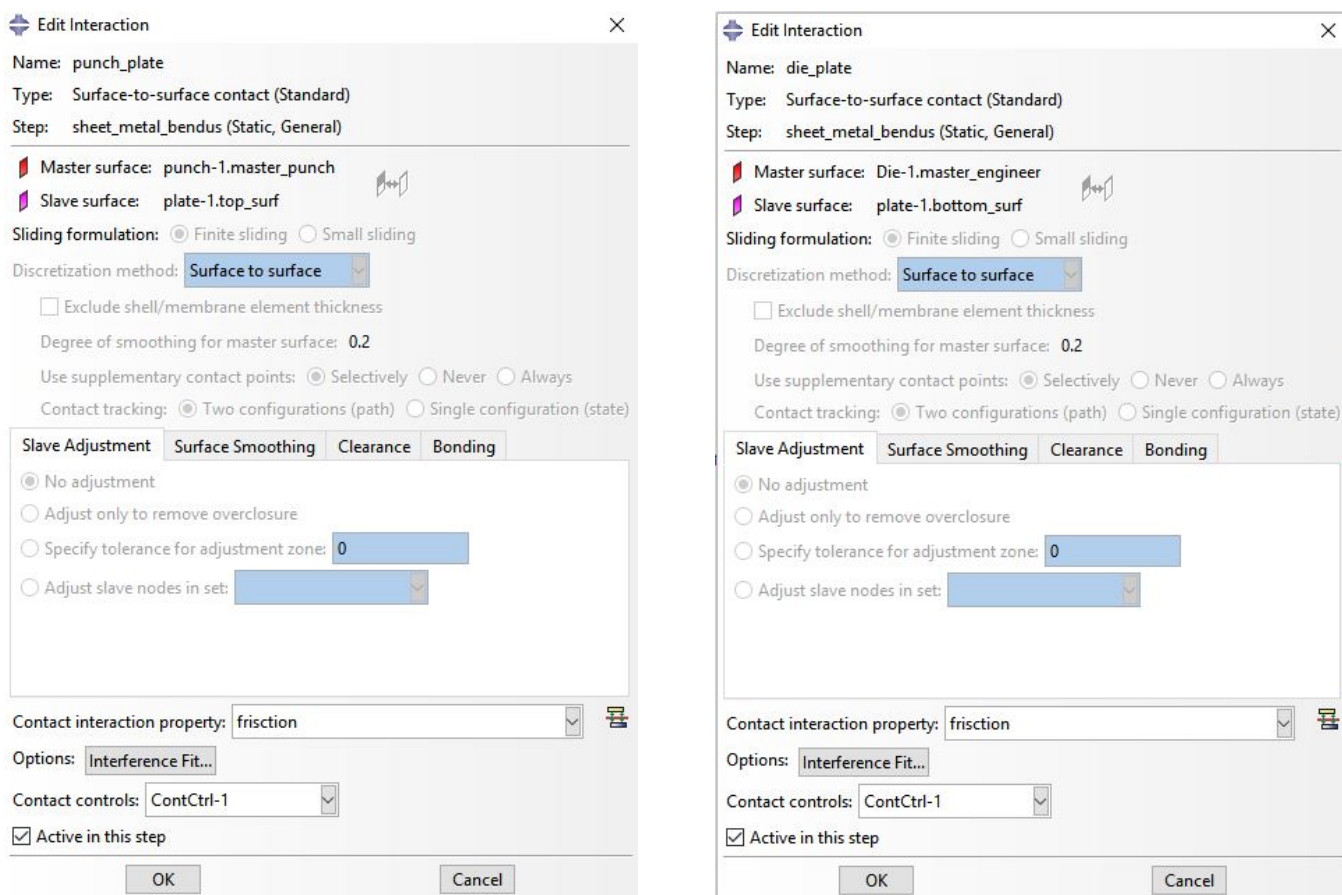 Edit Interaction
Name: punch_plate
Type: Surface-to-surface contact (Standard)
Step: sheet_metal_bendus (Static, General)
Master surface: punch-1.master_punch
Slave surface: plate-1.top_surf
Sliding formulation: Finite sliding Small sliding
Discretization method: Surface to surface
Exclude shell/membrane element thickness
Degree of smoothing for master surface: 0.2
Use supplementary contact points: Selectively Never Always
Contact tracking: Two configurations (path) Single configuration (state)
Slave Adjustment Surface Smoothing Clearance Bonding
No adjustment
Adjust only to remove overclosure
Specify tolerance for adjustment zone: 0
Adjust slave nodes in set:
Contact interaction property: frisction
Options: Interference Fit...
Contact controls: ContCtrl-1
Active in this step
OK Cancel
Edit Interaction
Name: die_plate
Type: Surface-to-surface contact (Standard)
Step: sheet_metal_bendus (Static, General)
Master surface: Die-1.master_engineer
Slave surface: plate-1.bottom_surf
Sliding formulation: Finite sliding Small sliding
Discretization method: Surface to surface
Exclude shell/membrane element thickness
Degree of smoothing for master surface: 0.2
Use supplementary contact points: Selectively Never Always
Contact tracking: Two configurations (path) Single configuration (state)
Slave Adjustment Surface Smoothing Clearance Bonding
No adjustment
Adjust only to remove overclosure
Specify tolerance for adjustment zone: 0
Adjust slave nodes in set:
Contact interaction property: frisction
Options: Interference Fit...
Contact controls: ContCtrl-1
Active in this step
OK Cancel